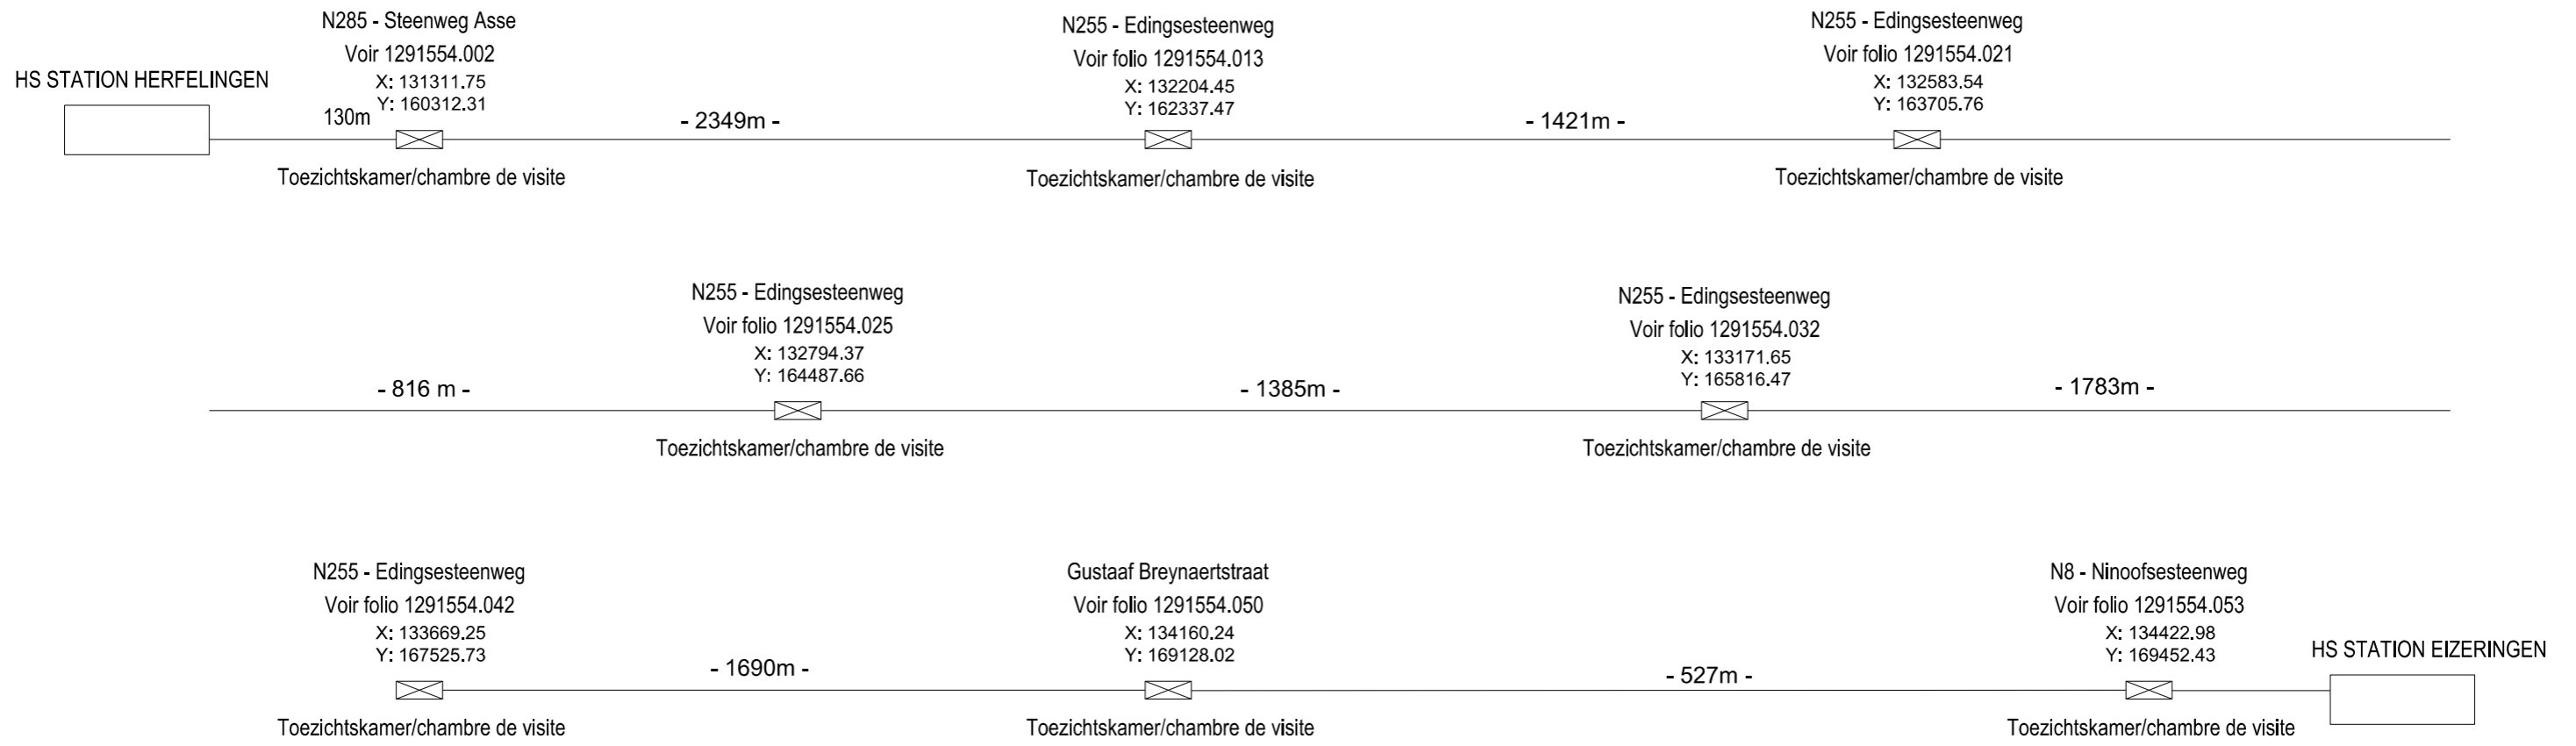 HS STATION HERFELINGEN
130m
N285 - Steenweg Asse
Voir 1291554.002
X: 131311.75
Y: 160312.31
Toezichtskamer/chambre de visite
- 2349m -
N255 - Edingsesteenweg
Voir folio 1291554.013
X: 132204.45
Y: 162337.47
Toezichtskamer/chambre de visite
- 1421m -
N255 - Edingsesteenweg
Voir folio 1291554.021
X: 132583.54
Y: 163705.76
Toezichtskamer/chambre de visite
- 816 m -
N255 - Edingsesteenweg
Voir folio 1291554.025
X: 132794.37
Y: 164487.66
Toezichtskamer/chambre de visite
- 1385m -
N255 - Edingsesteenweg
Voir folio 1291554.032
X: 133171.65
Y: 165816.47
Toezichtskamer/chambre de visite
- 1783m -
N255 - Edingsesteenweg
Voir folio 1291554.042
X: 133669.25
Y: 167525.73
Toezichtskamer/chambre de visite
- 1690m -
Gustaaf Breynaertstraat
Voir folio 1291554.050
X: 134160.24
Y: 169128.02
Toezichtskamer/chambre de visite
- 527m -
N8 - Ninoofsesteenweg
Voir folio 1291554.053
X: 134422.98
Y: 169452.43
Toezichtskamer/chambre de visite
HS STATION EIZERINGEN